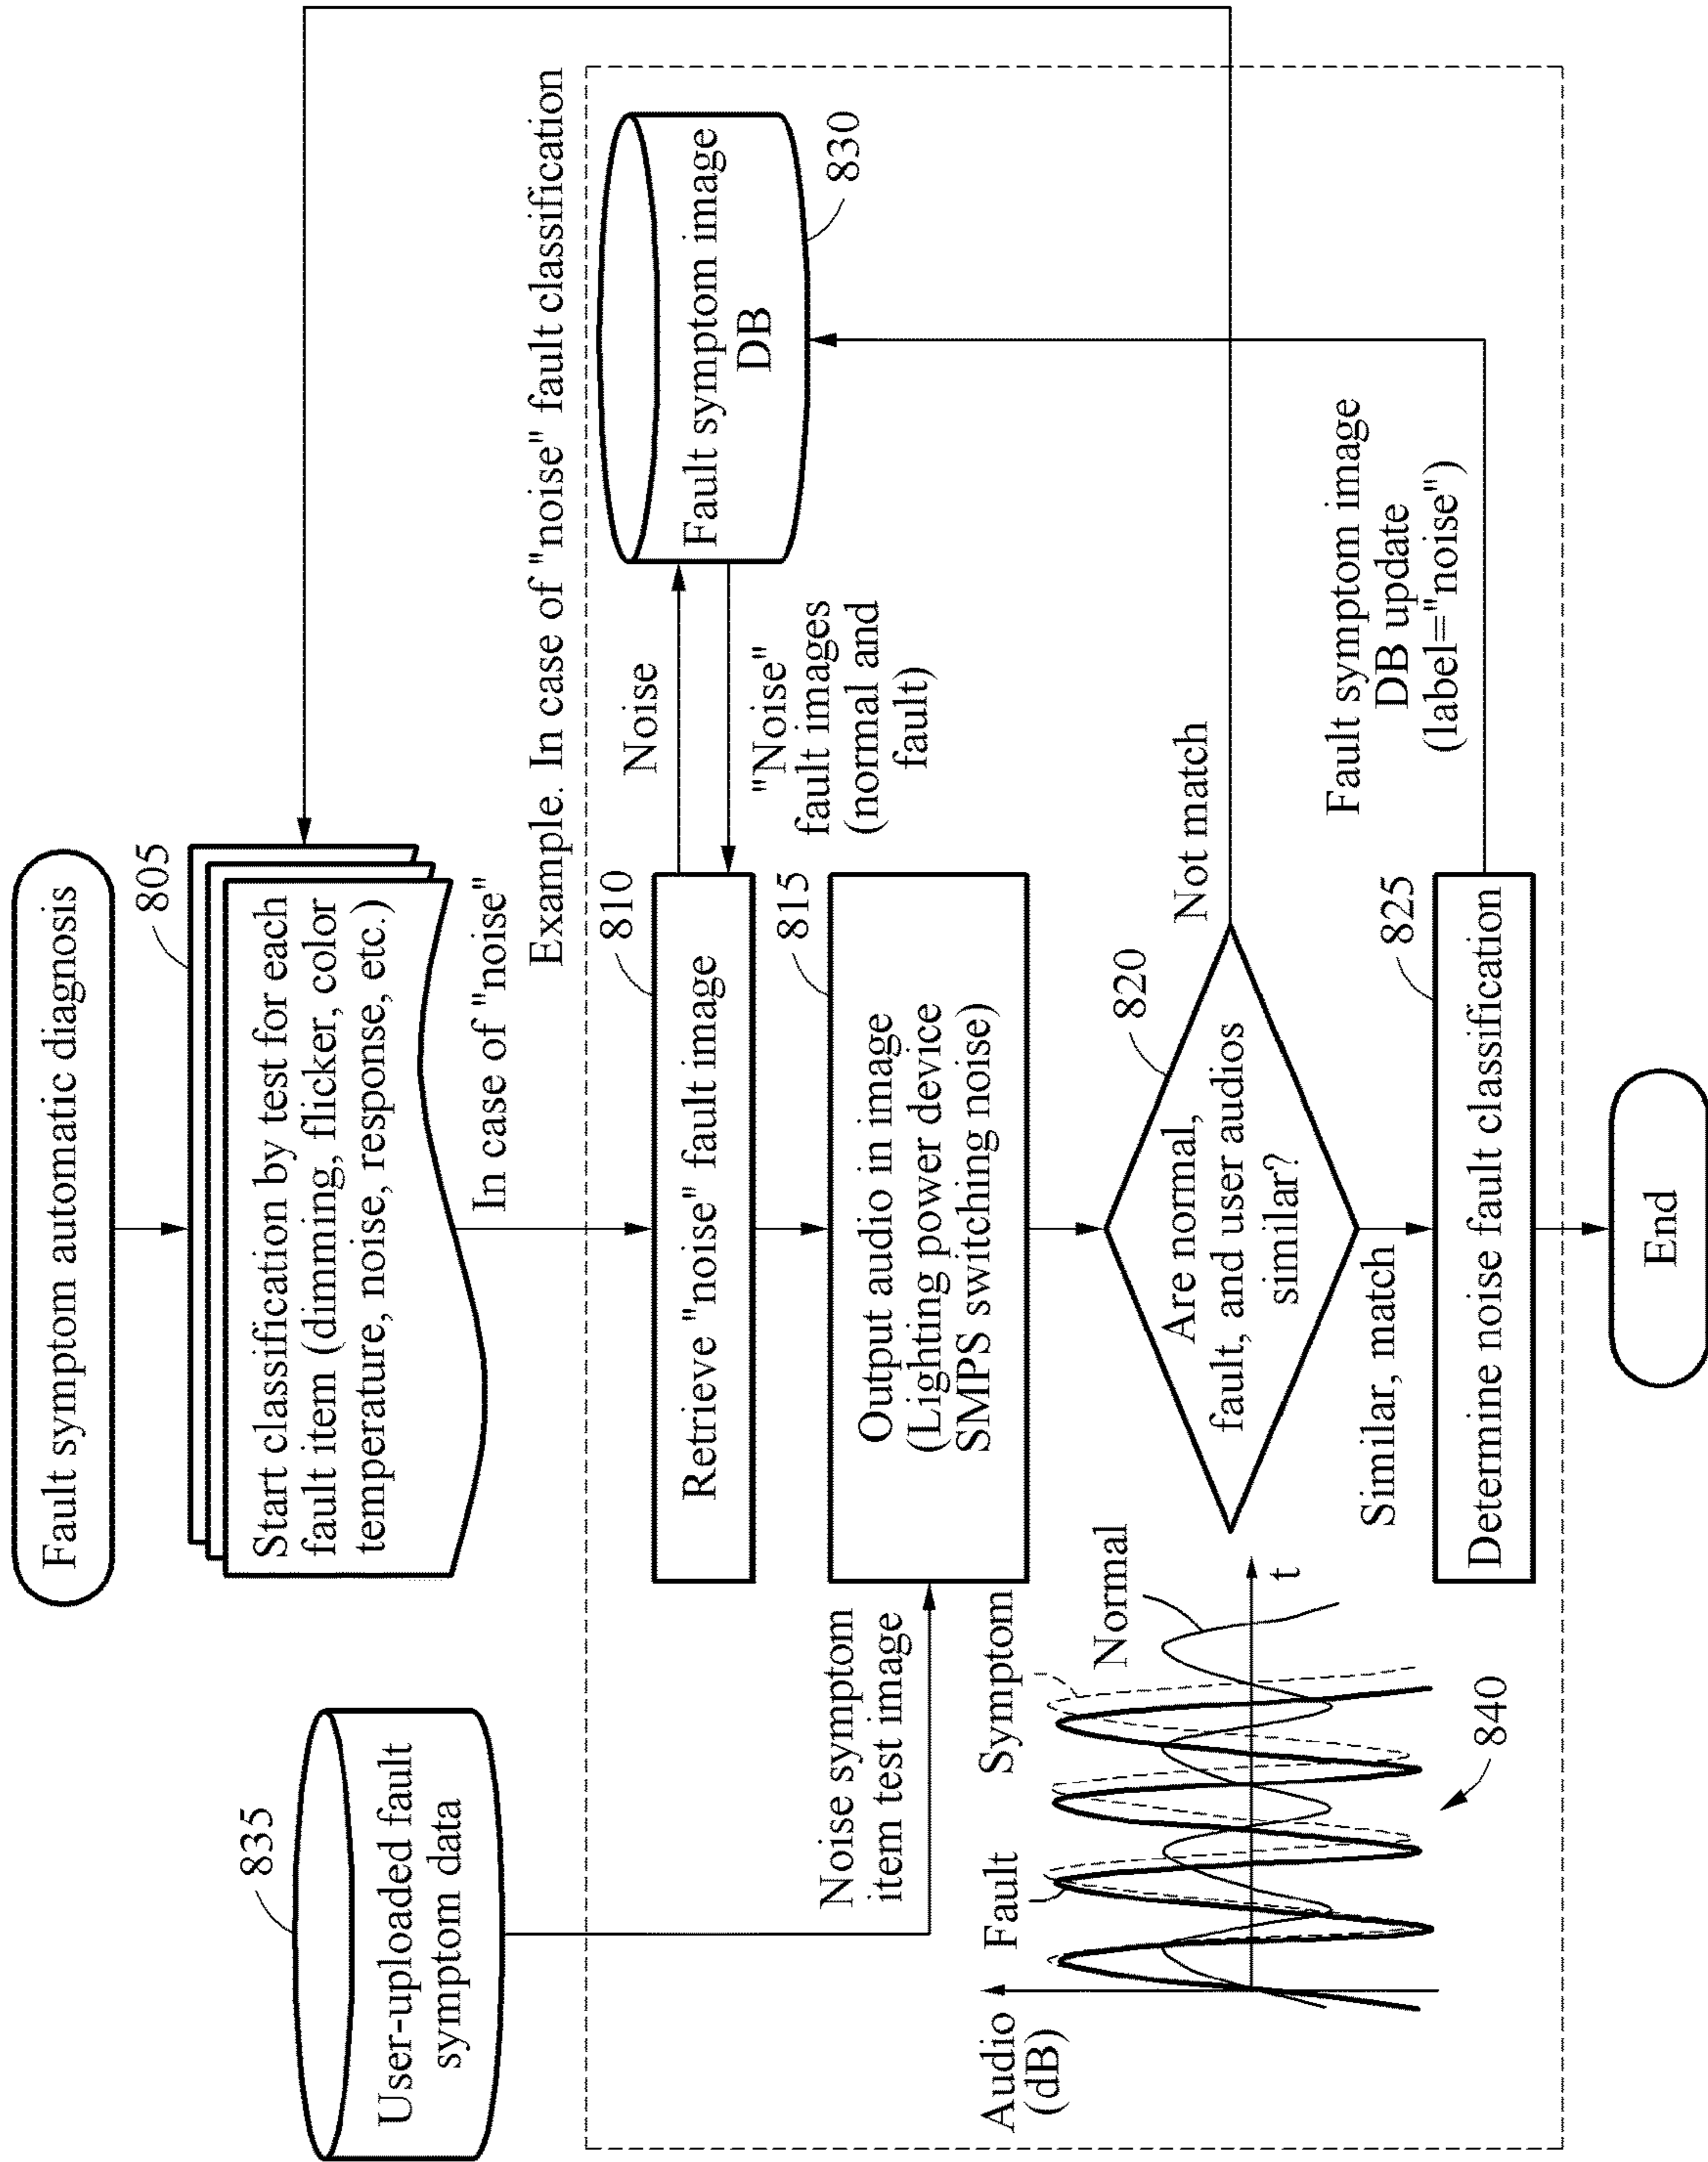 Fault symptom automatic diagnosis
805
Start classification by test for each
fault item (dimming, flicker, color
temperature, noise, response, etc.)
835
User-uploaded fault
symptom data
In case of "noise"
Example. In case of "noise" fault classification
810
Retrieve "noise" fault image
Noise
"Noise"
fault images
(normal and
fault)
Fault symptom image
DB
830
Noise symptom
item test image
815
Output audio in image
(Lighting power device
SMPS switching noise)
Audio
(dB)
Fault
Symptom
Normal
t
840
820
Are normal,
fault, and user audios
similar?
Not match
Similar, match
Fault symptom image
DB update
(label="noise")
825
Determine noise fault classification
End